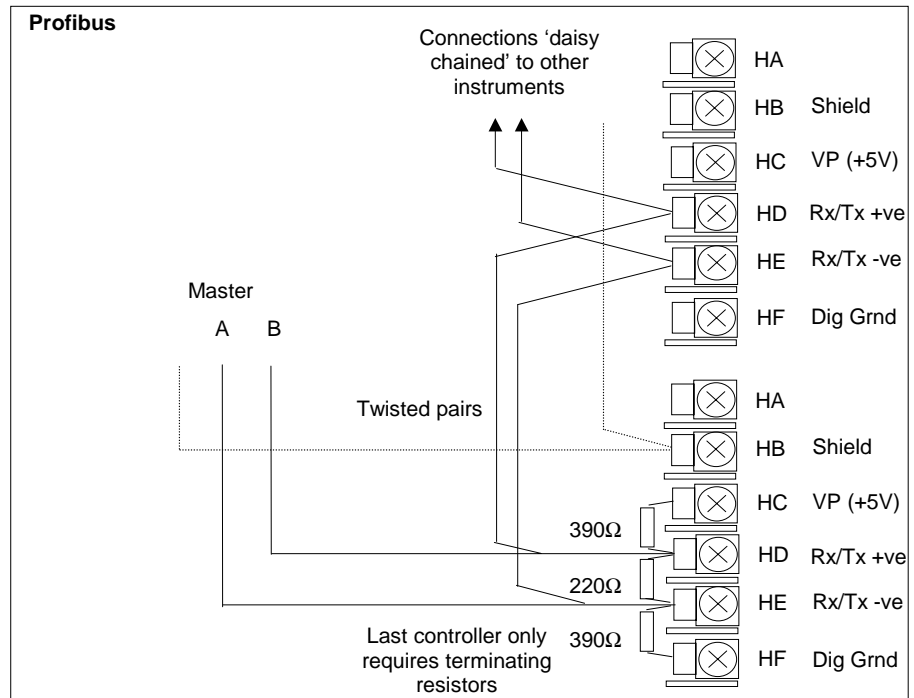 Profibus
Connections ‘daisy
chained’ to other
instruments
HA
HB Shield
HC VP (+5V)
HD Rx/Tx +ve
HE Rx/Tx -ve
HF Dig Grnd
Master
A B
Twisted pairs
HA
HB Shield
HC VP (+5V)
390Ω
HD Rx/Tx +ve
220Ω
HE Rx/Tx -ve
390Ω
HF Dig Grnd
Last controller only
requires terminating
resistors